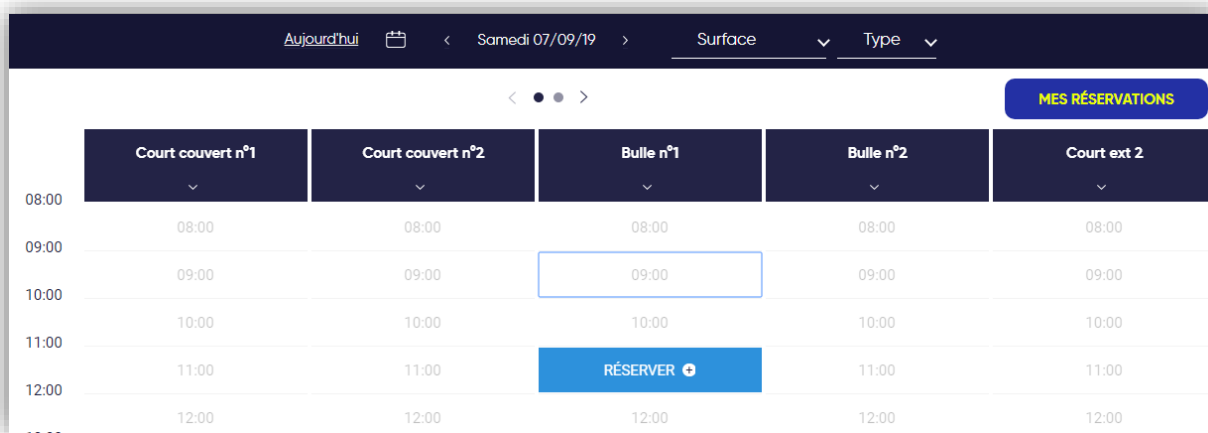 Aujourd'hui < Samedi 07/09/19 > Surface Type
MES RÉSERVATIONS
Court couvert n°1 Court couvert n°2 Bulle n°1 Bulle n°2 Court ext 2
08:00
08:00 08:00 08:00 08:00 08:00
09:00
09:00 09:00 09:00 09:00 09:00
10:00
10:00 10:00 10:00 10:00 10:00
11:00
11:00 11:00 RÉSERVER 11:00 11:00
12:00
12:00 12:00 12:00 12:00 12:00